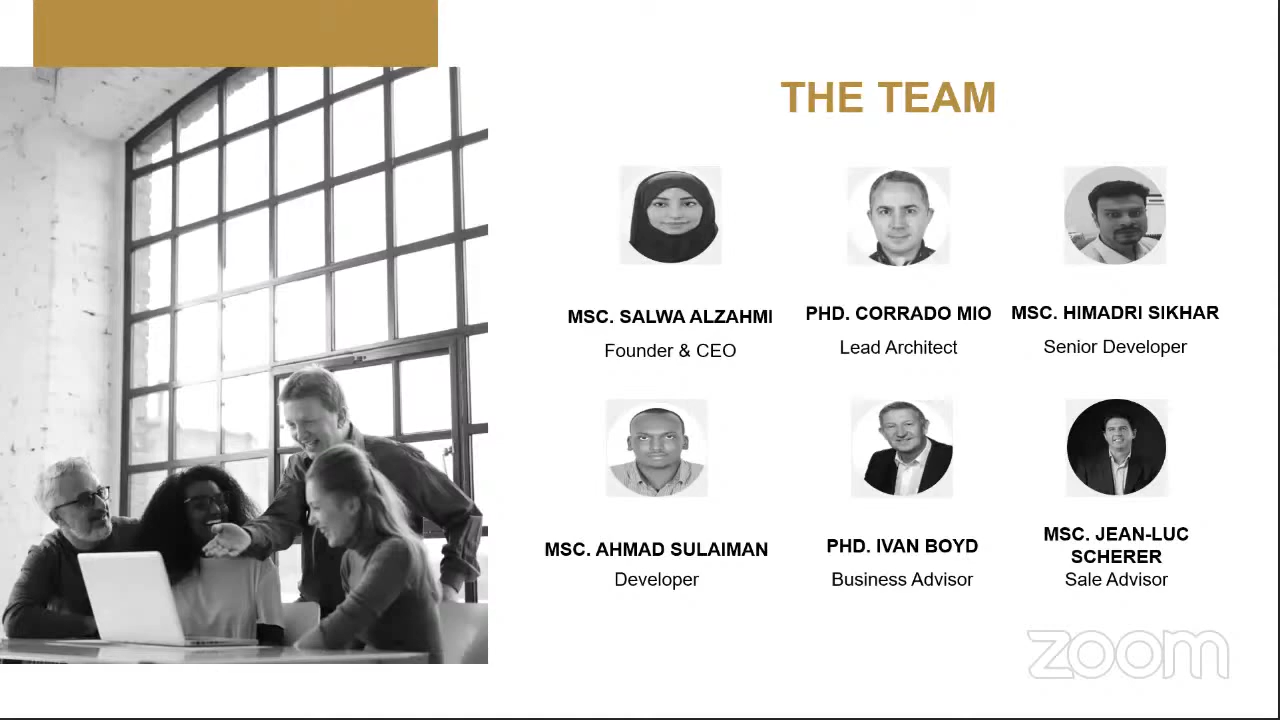 THE TEAM
MSC. SALWA ALZAHMI
Founder & CEO
PHD. CORRADO MIO
Lead Architect
MSC. HIMADRI SIKHAR
Senior Developer
MSC. AHMAD SULAIMAN
Developer
PHD. IVAN BOYD
Business Advisor
MSC. JEAN-LUC
SCHERER
Sale Advisor
zoom